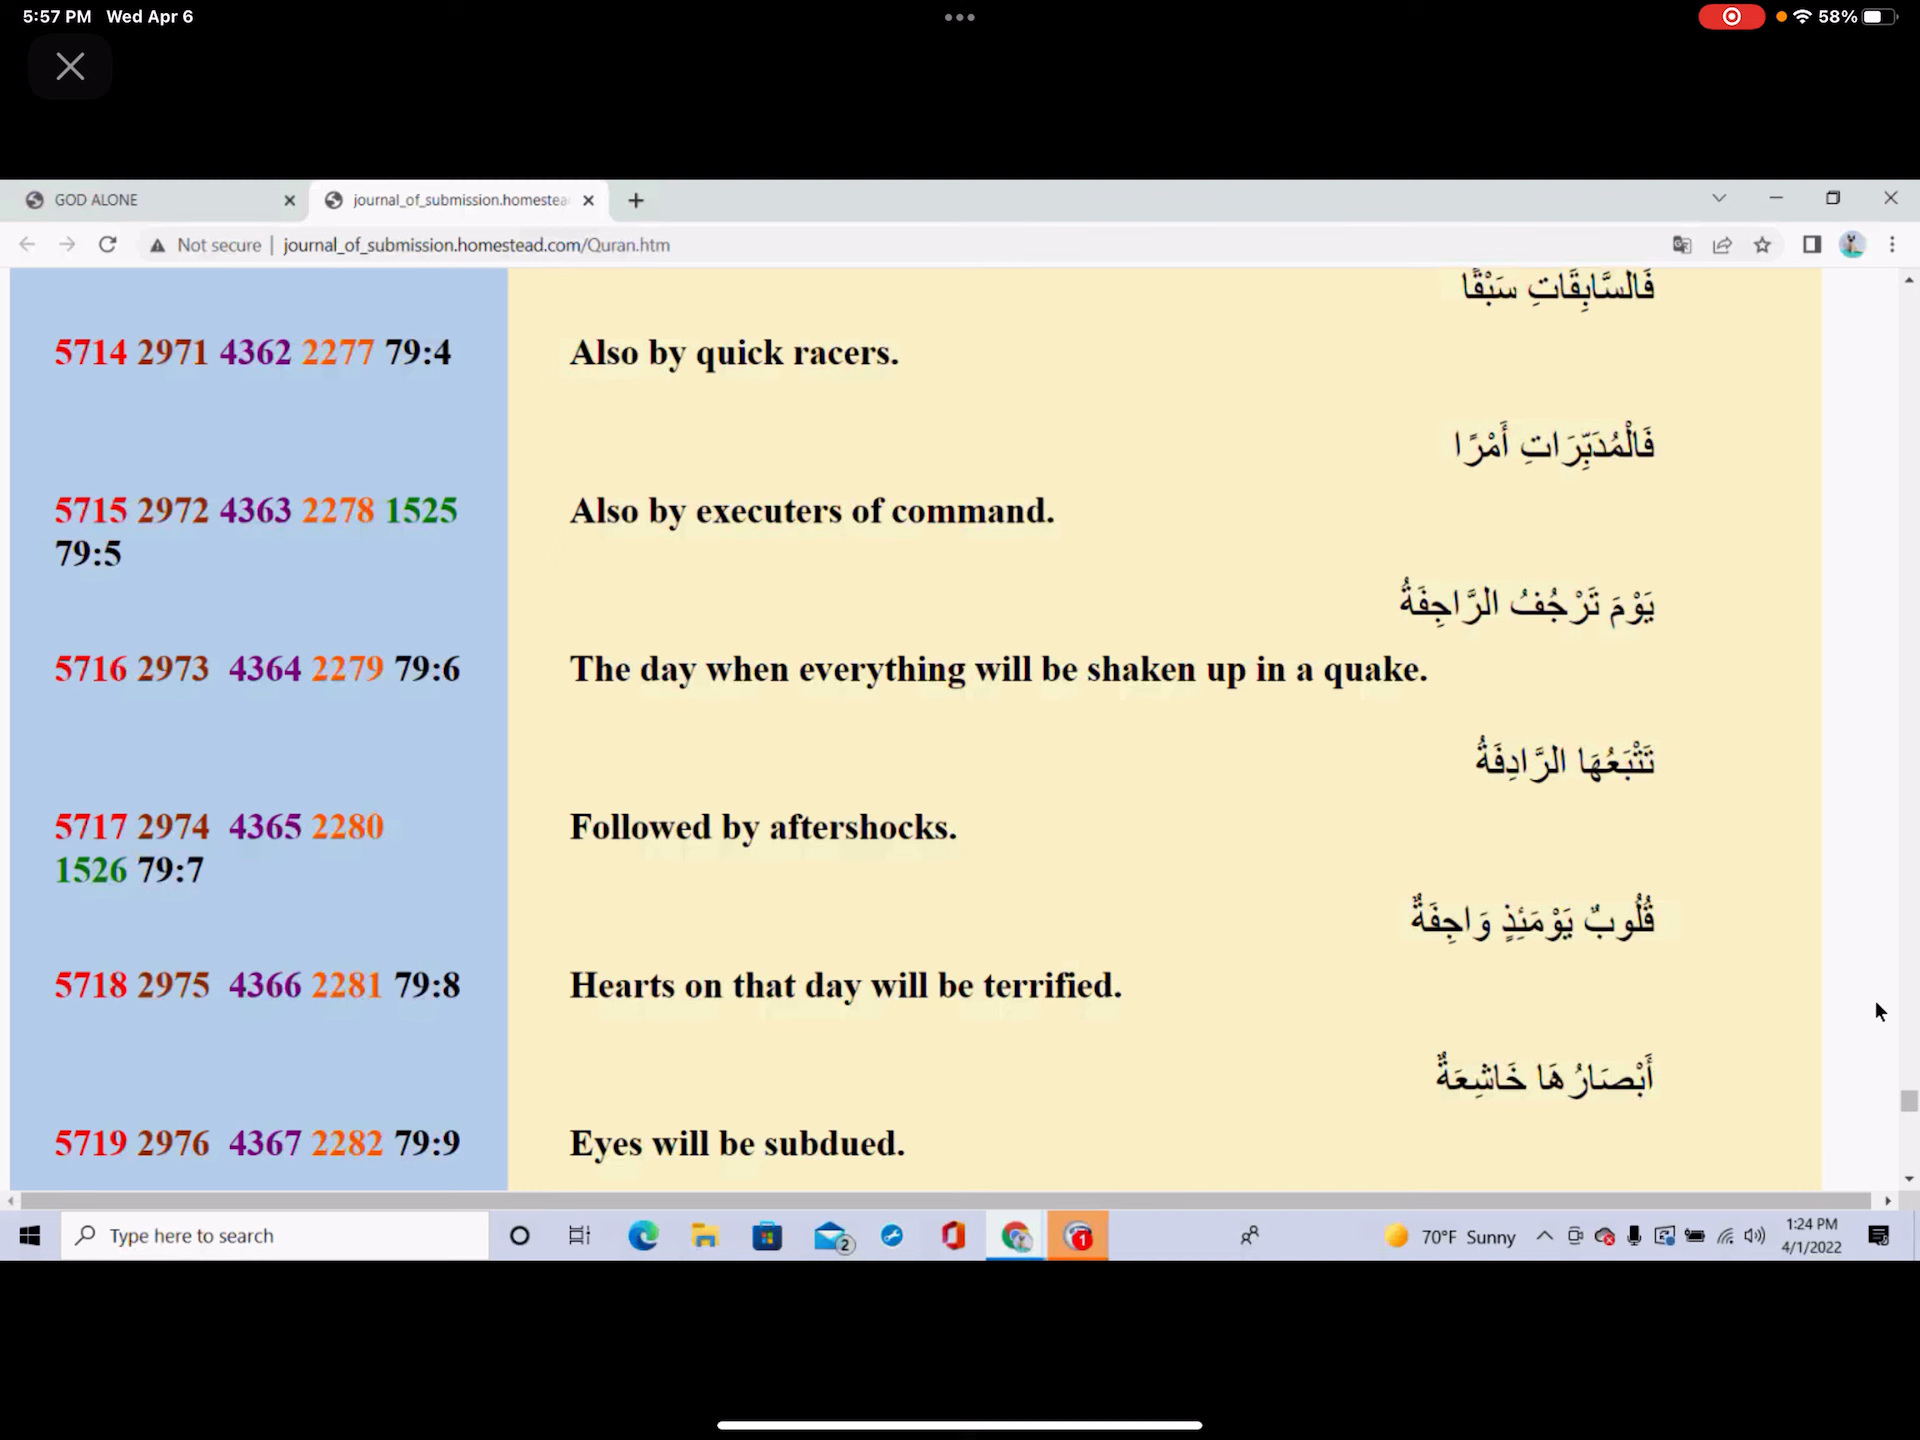 5:57 PM Wed Apr 6
58%
GOD ALONE
journal_of_submission.homestea
Not secure | journal_of_submission.homestead.com/Quran.htm
فَالسَّابِقَاتِ سَبْقًا
5714 2971 4362 2277 79:4
Also by quick racers.
فَالْمُدَبِّرَاتِ أَمْرًا
5715 2972 4363 2278 1525
79:5
Also by executers of command.
يَوْمَ تَرْجُفُ الرَّاجِفَةُ
5716 2973 4364 2279 79:6
The day when everything will be shaken up in a quake.
تَتْبَعُهَا الرَّادِفَةُ
5717 2974 4365 2280
1526 79:7
Followed by aftershocks.
قُلُوبٌ يَوْمَئِذٍ وَاجِفَةٌ
5718 2975 4366 2281 79:8
Hearts on that day will be terrified.
أَبْصَارُهَا خَاشِعَةٌ
5719 2976 4367 2282 79:9
Eyes will be subdued.
Type here to search
2
1
70°F Sunny
1:24 PM
4/1/2022